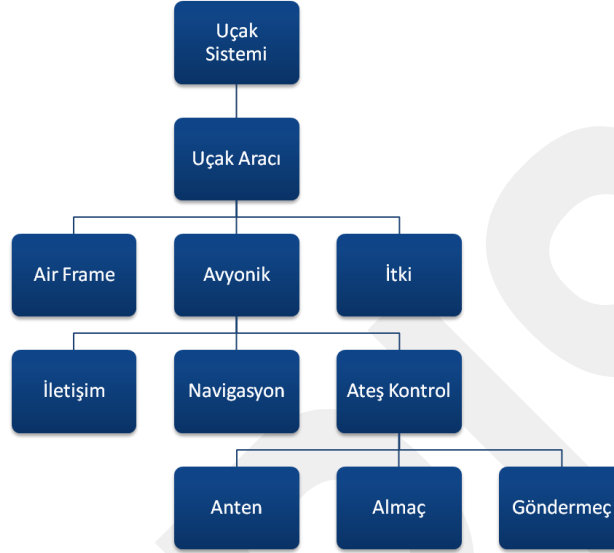 Uçak
Sistemi
Uçak Aracı
Air Frame
Avyonik
İtki
İletişim
Navigasyon
Ateş Kontrol
Anten
Almaç
Göndermeç